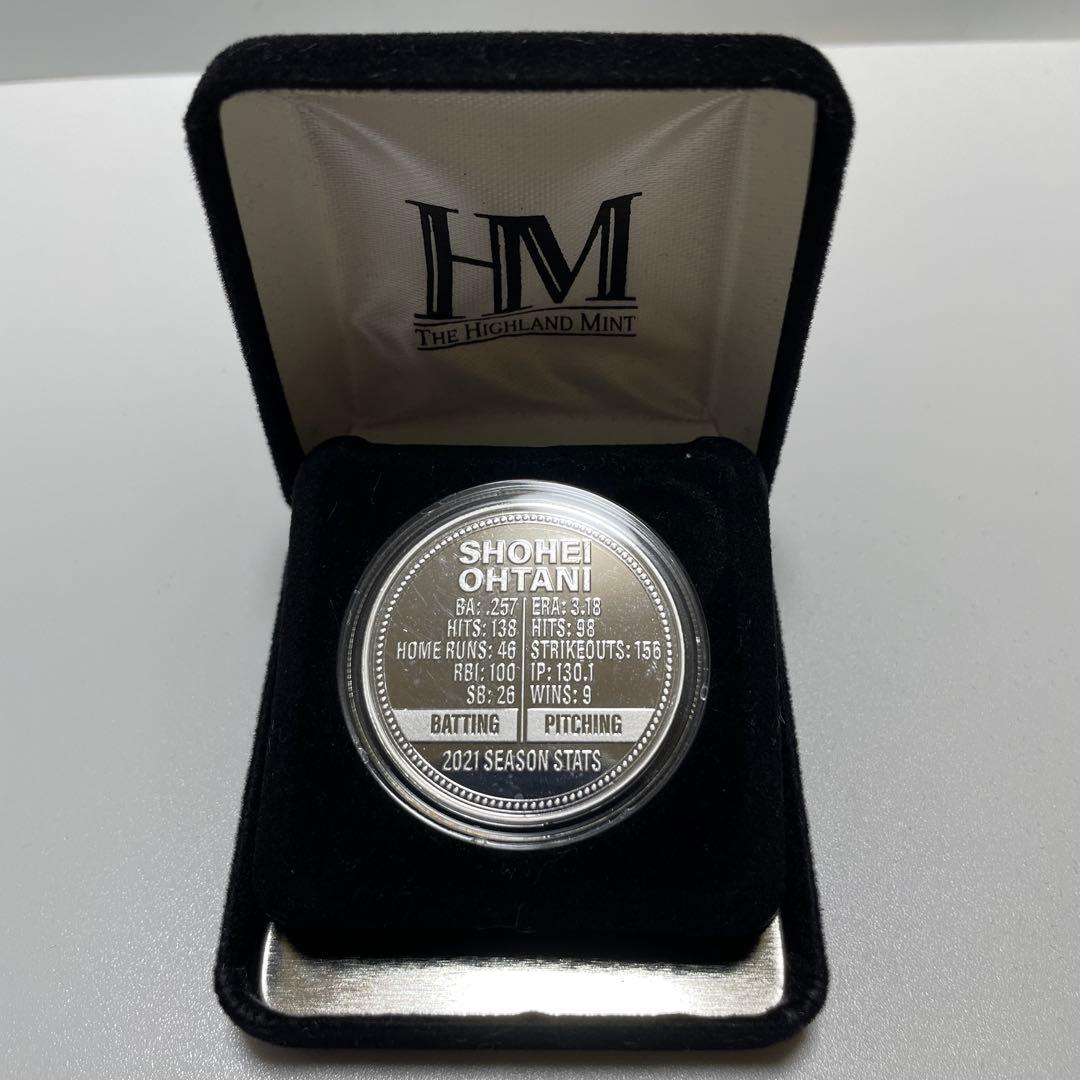 HM
THE HIGHLAND MINT
SHOHEI
OHTANI
BA: .257 ERA: 3.18
HITS: 138 HITS: 98
HOME RUNS: 46 STRIKEOUTS: 156
RBI: 100 IP: 130.1
SB: 26 WINS: 9
BATTING PITCHING
2021 SEASON STATS